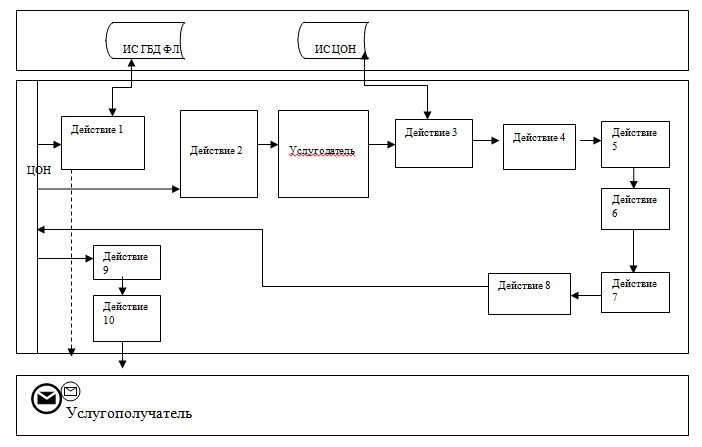 ИС ГБД ФЛ
ИС ЦОН
ЦОН
Действие 1
Действие 2
Услугодатель
Действие 3
Действие 4
Действие
5
Действие
6
Действие
7
Действие 8
Действие
9
Действие
10
Услугополучатель